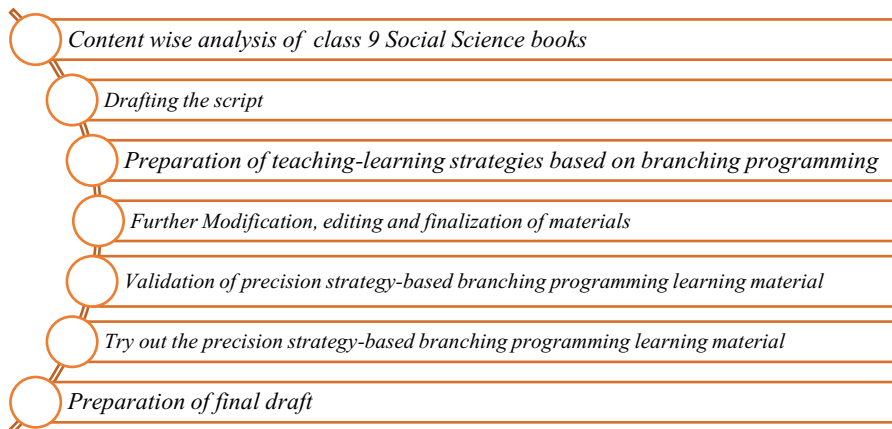 Content wise analysis of class 9 Social Science books
Drafting the script
Preparation of teaching-learning strategies based on branching programming
Further Modification, editing and finalization of materials
Validation of precision strategy-based branching programming learning material
Try out the precision strategy-based branching programming learning material
Preparation of final draft